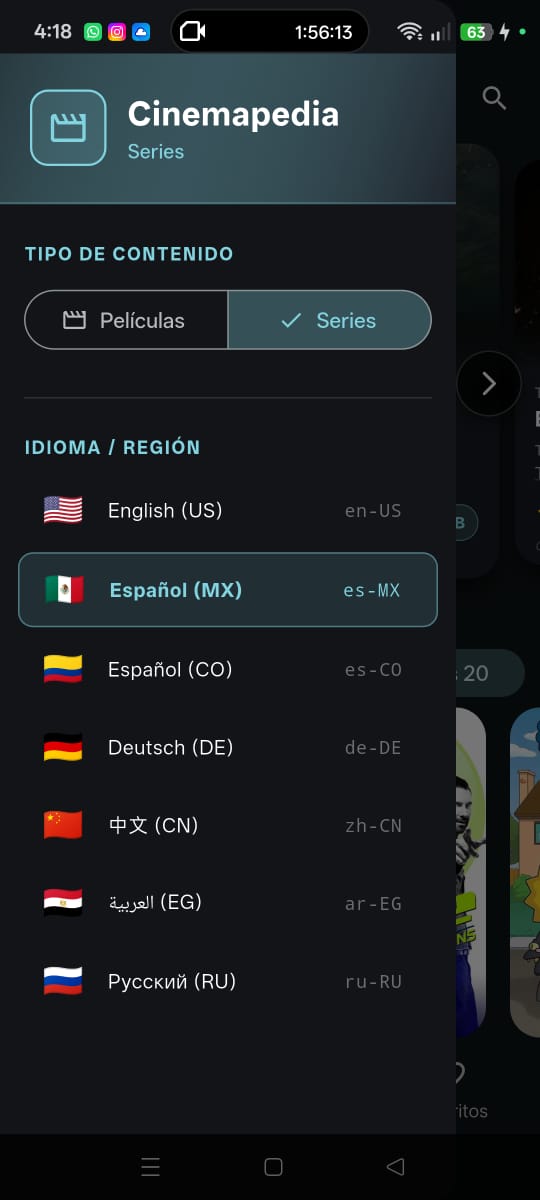 4:18
1:56:13
63
Cinemapedia
Series
TIPO DE CONTENIDO
Películas
Series
IDIOMA / REGIÓN
English (US) en-US
Español (MX) es-MX
B
Español (CO) es-CO
20
Deutsch (DE) de-DE
中文 (CN) zh-CN
العربية (EG) ar-EG
Русский (RU) ru-RU
ritos